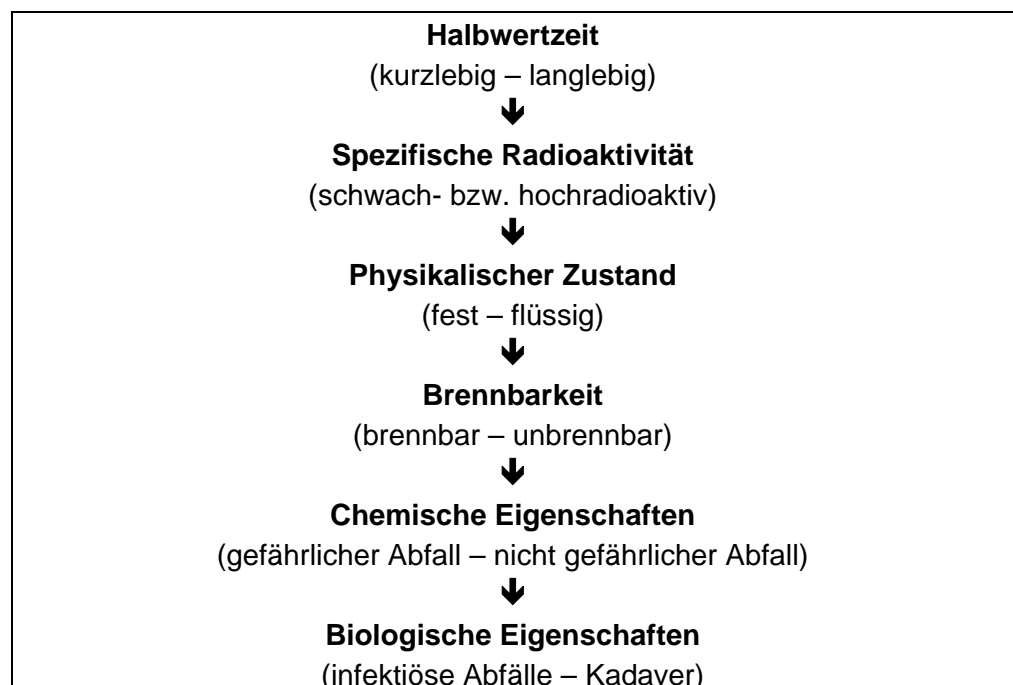 Halbwertzeit
(kurzlebig – langlebig)
🡻
Spezifische Radioaktivität
(schwach- bzw. hochradioaktiv)
🡻
Physikalischer Zustand
(fest – flüssig)
🡻
Brennbarkeit
(brennbar – unbrennbar)
🡻
Chemische Eigenschaften
(gefährlicher Abfall – nicht gefährlicher Abfall)
🡻
Biologische Eigenschaften
(infektiöse Abfälle – Kadaver)